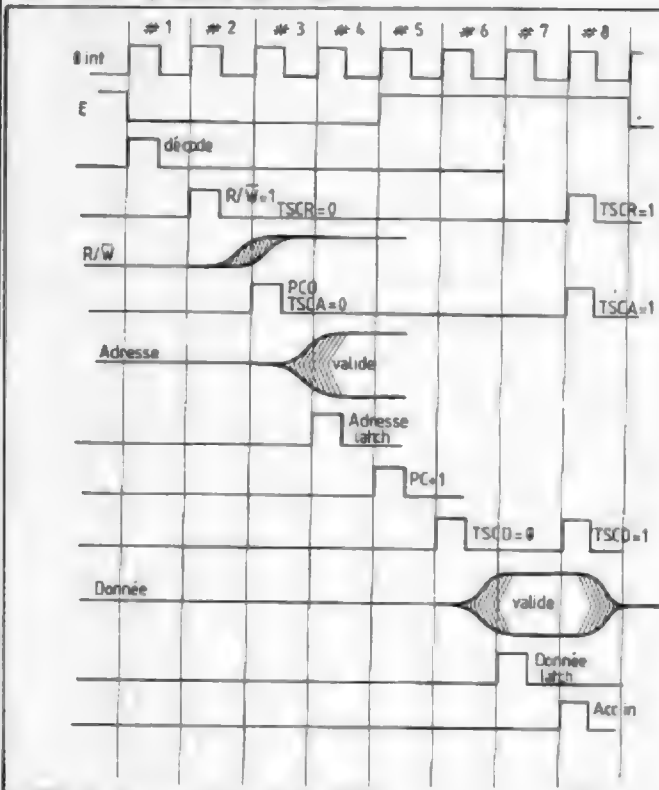 # 1 # 2 # 3 # 4 # 5 # 6 # 7 # 8
Φ int
E
décode
R/W̅=1
TSCR=0 TSCR=1
R/W̅
PCO
TSCA=0 TSCA=1
Adresse valide
Adresse
latch
PC+1
TSCD=0 TSCD=1
Donnée valide
Donnée
latch
Acc in